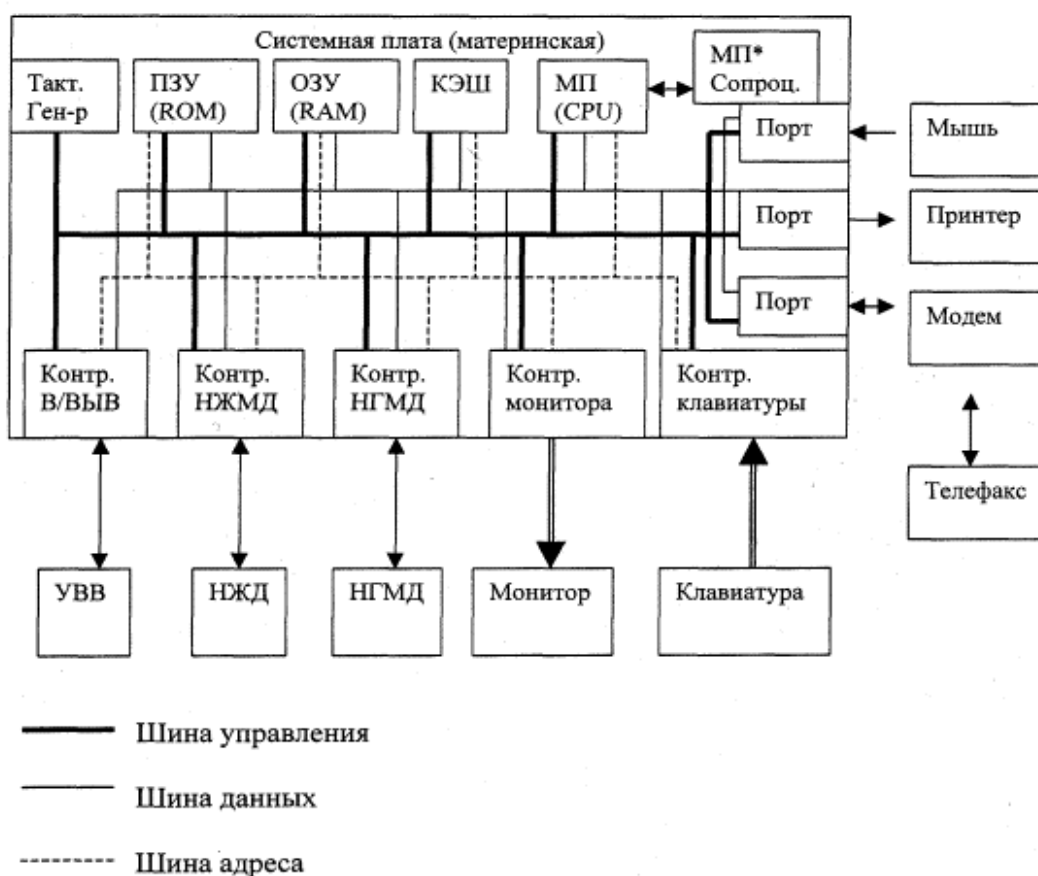 Системная плата (материнская)
Такт.
Ген-р
ПЗУ
(ROM)
ОЗУ
(RAM)
КЭШ
МП
(CPU)
МП*
Сопроц.
Порт
Мышь
Порт
Принтер
Порт
Модем
Контр.
В/ВЫВ
Контр.
НЖМД
Контр.
НГМД
Контр.
монитора
Контр.
клавиатуры
Телефакс
УВВ
НЖД
НГМД
Монитор
Клавиатура
Шина управления
Шина данных
Шина адреса